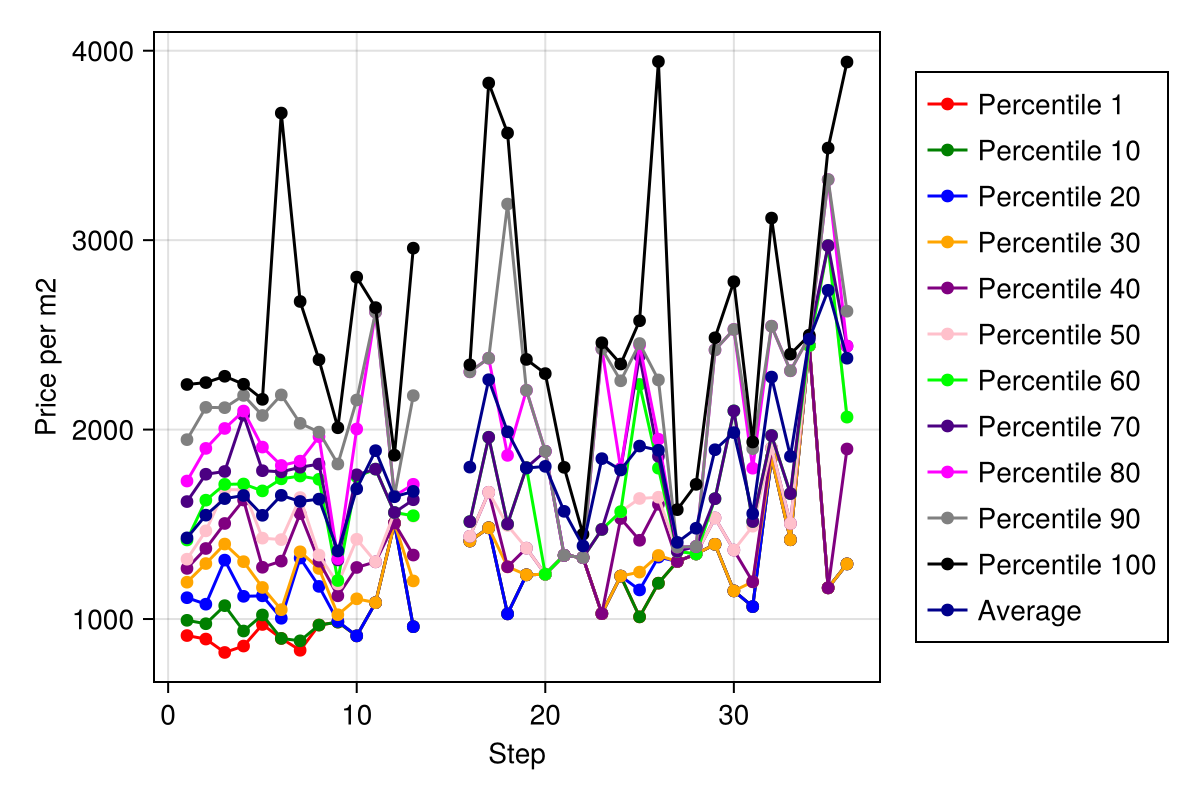 4000
3000
2000
1000
Price per m2
0 10 20 30
Step
Percentile 1
Percentile 10
Percentile 20
Percentile 30
Percentile 40
Percentile 50
Percentile 60
Percentile 70
Percentile 80
Percentile 90
Percentile 100
Average